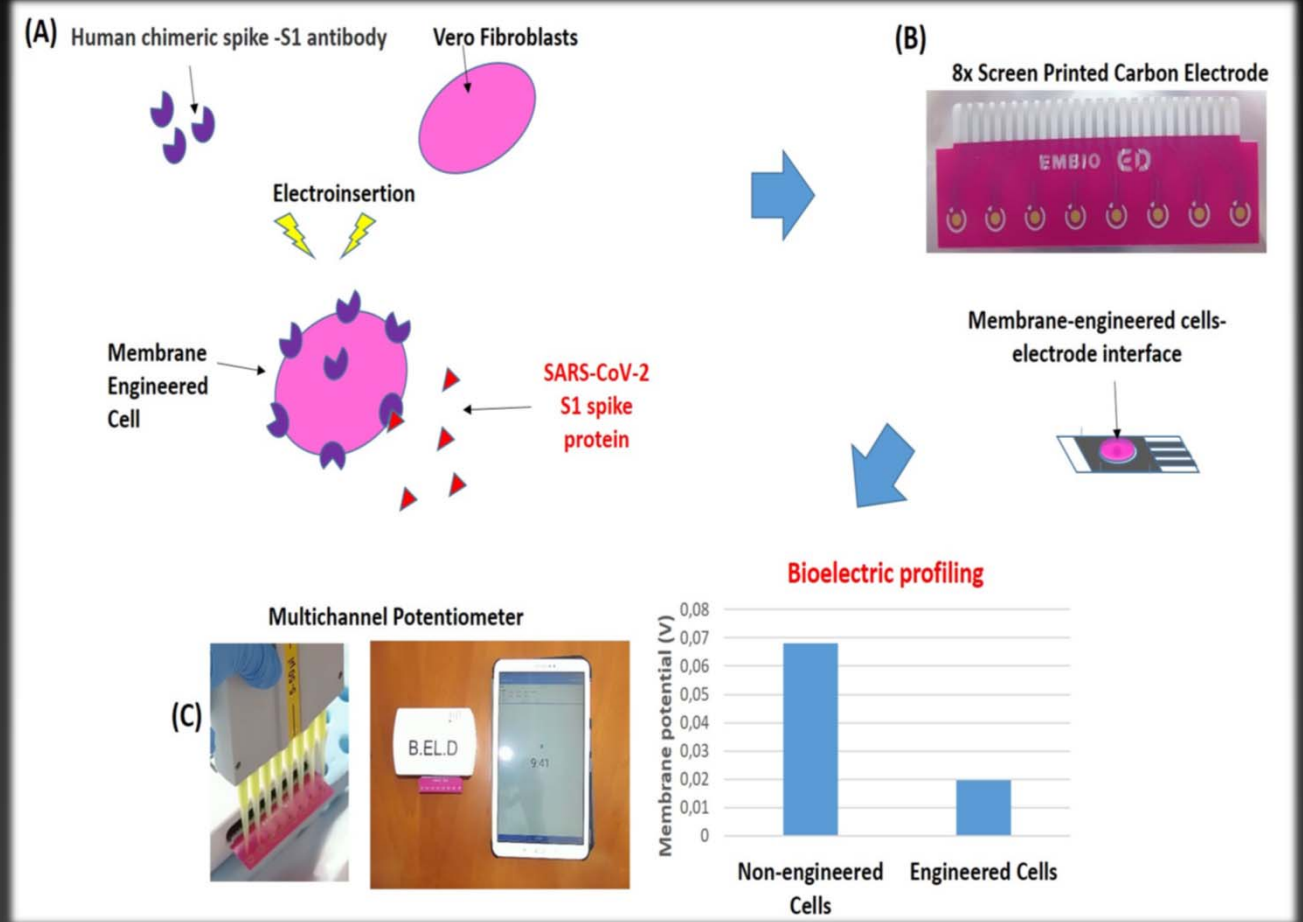 (A)
Human chimeric spike -S1 antibody
Vero Fibroblasts
Electroinsertion
Membrane
Engineered
Cell
SARS-CoV-2
S1 spike
protein
(B)
8x Screen Printed Carbon Electrode
EMBIO
Membrane-engineered cells-
electrode interface
Multichannel Potentiometer
(C)
B.EL.D
9:41
Bioelectric profiling
Membrane potential (V)
0,08
0,07
0,06
0,05
0,04
0,03
0,02
0,01
0
Non-engineered
Cells
Engineered Cells